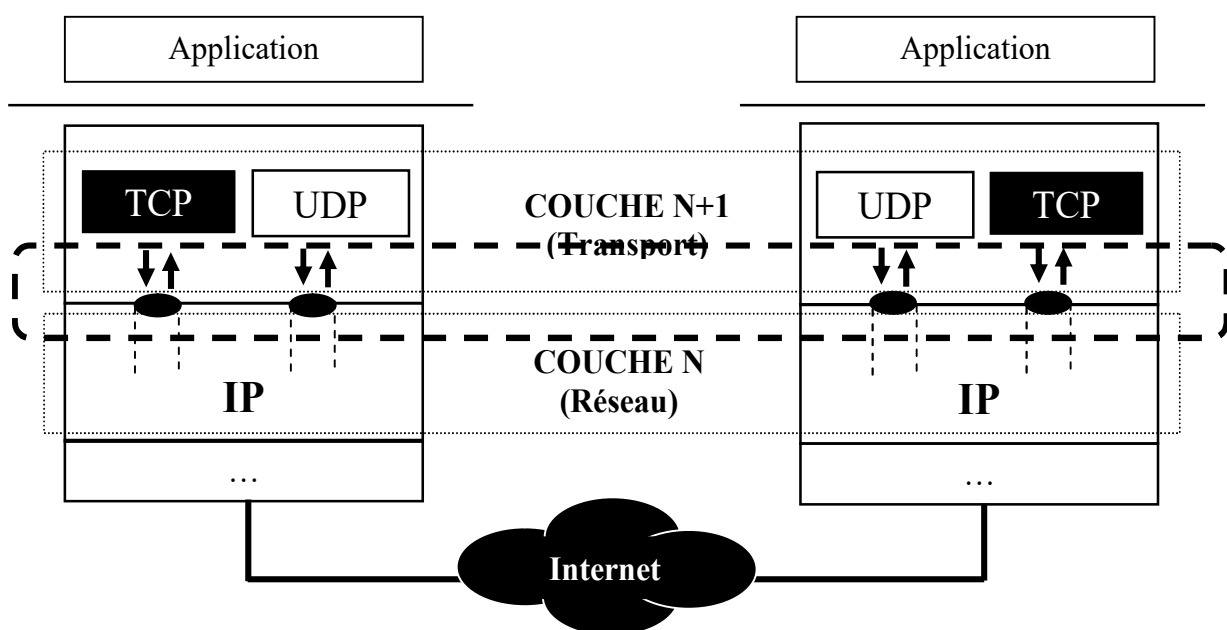 Application
Application
TCP
UDP
COUCHE N+1
(Transport)
UDP
TCP
COUCHE N
(Réseau)
IP
IP
…
…
Internet